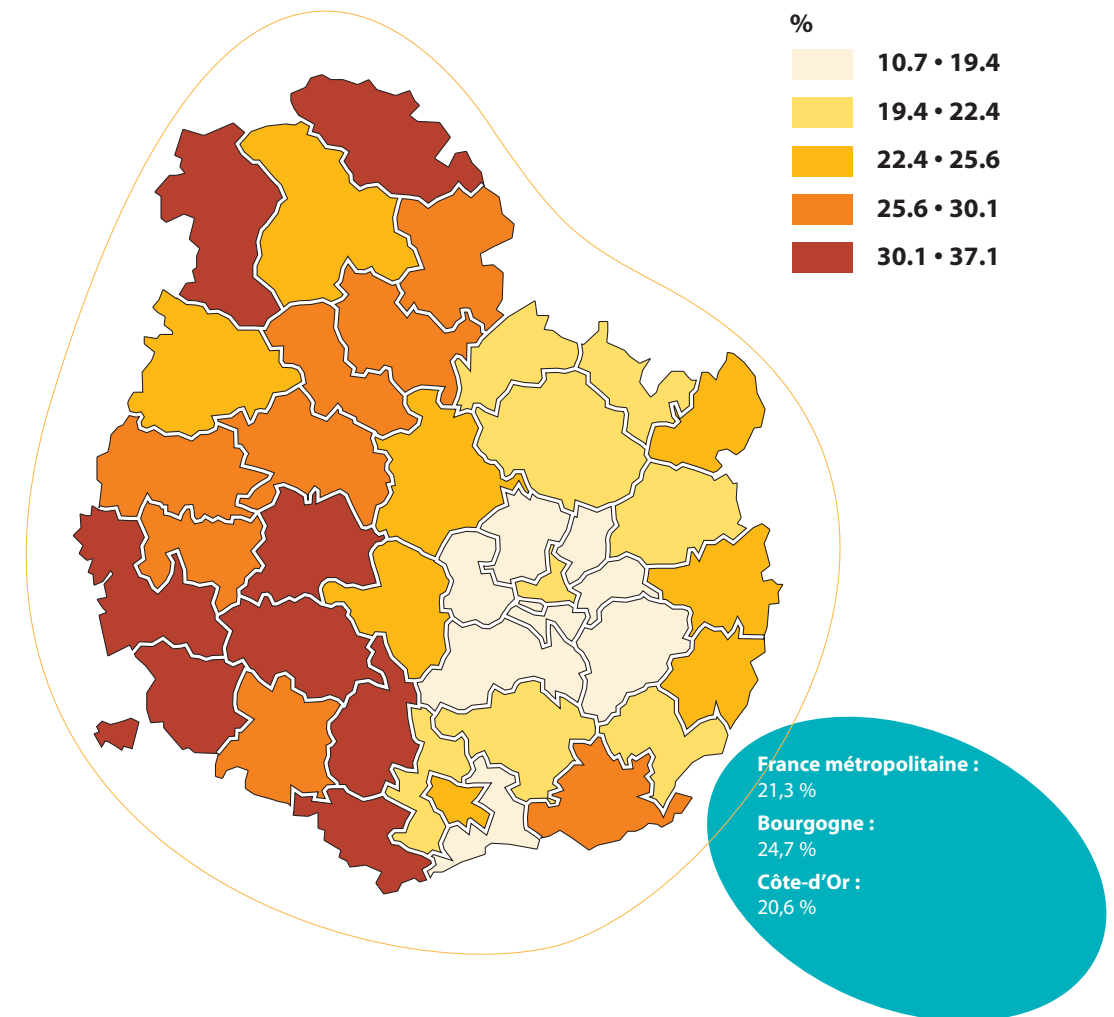 %
10.7 • 19.4
19.4 • 22.4
22.4 • 25.6
25.6 • 30.1
30.1 • 37.1
France métropolitaine :
21,3 %
Bourgogne :
24,7 %
Côte-d’Or :
20,6 %